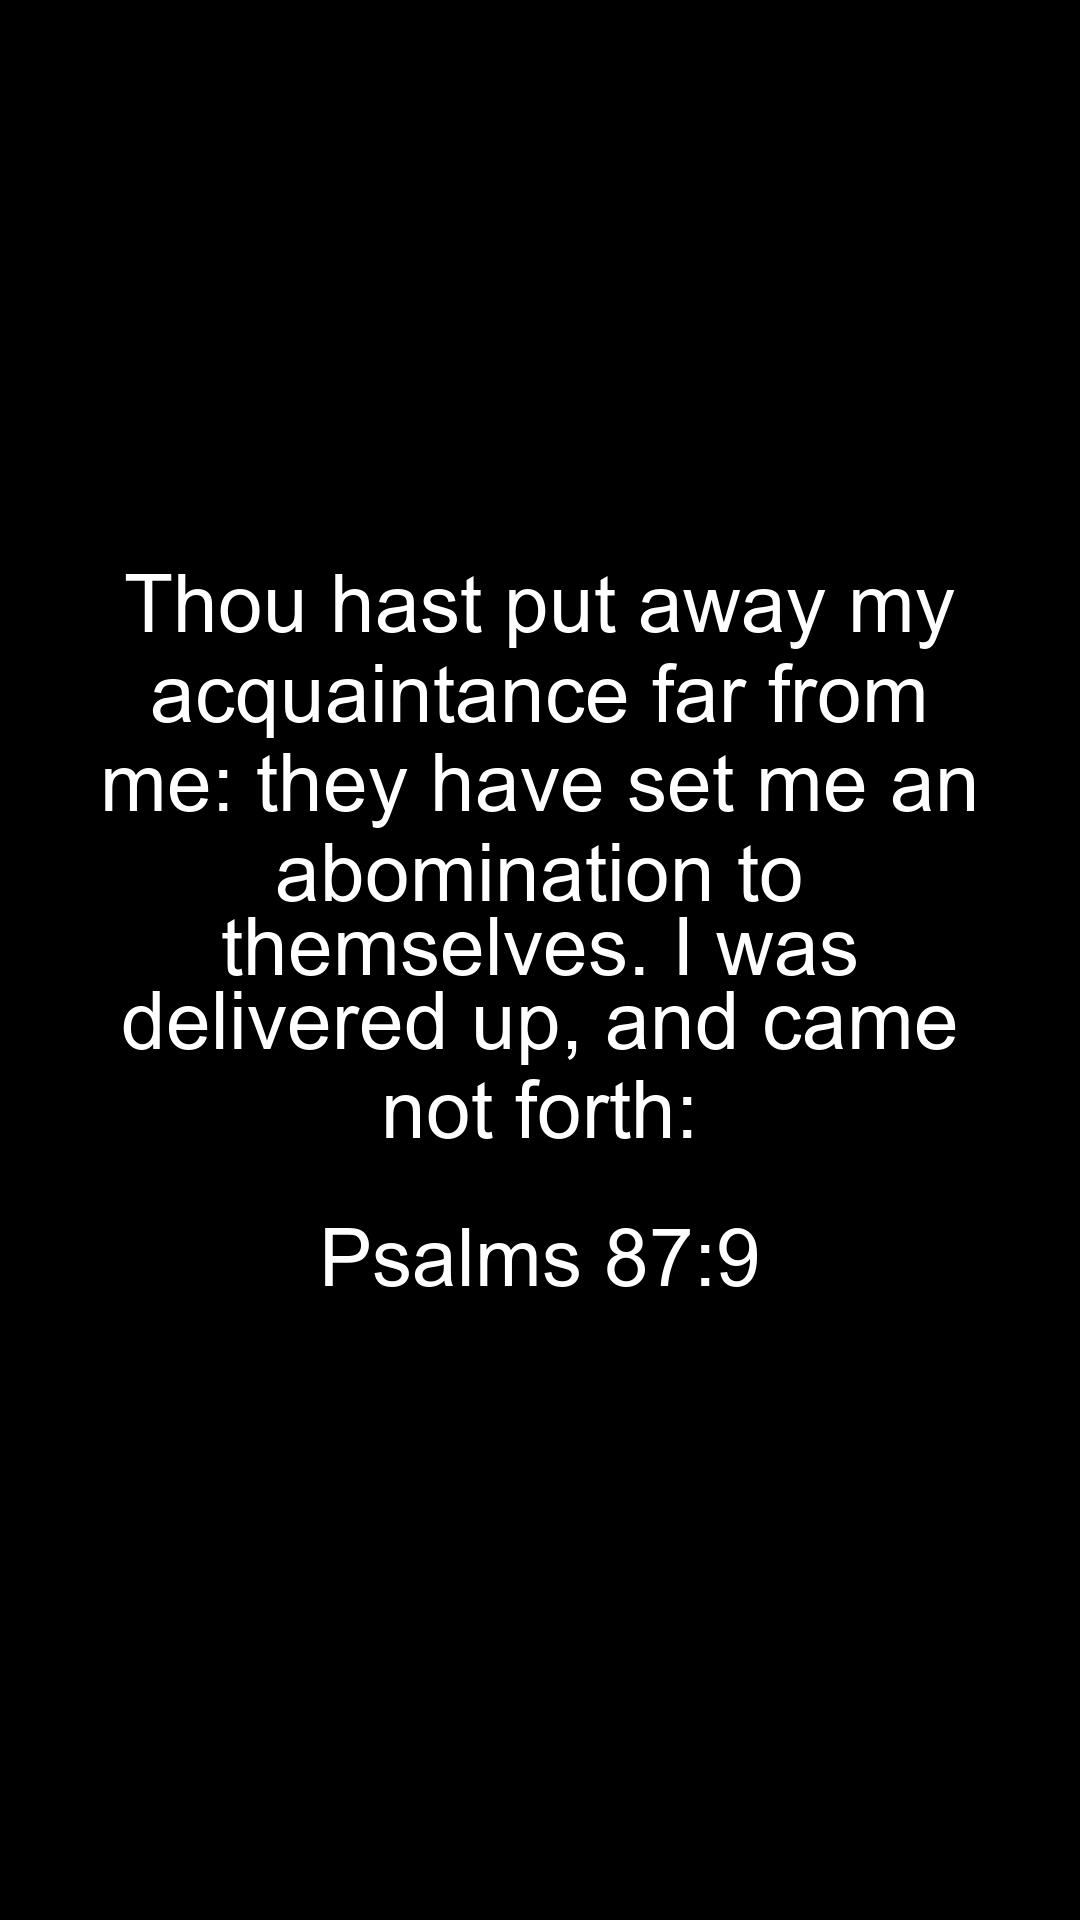 Thou hast put away my
acquaintance far from
me: they have set me an
abomination to
themselves. I was
delivered up, and came
not forth:
Psalms 87:9